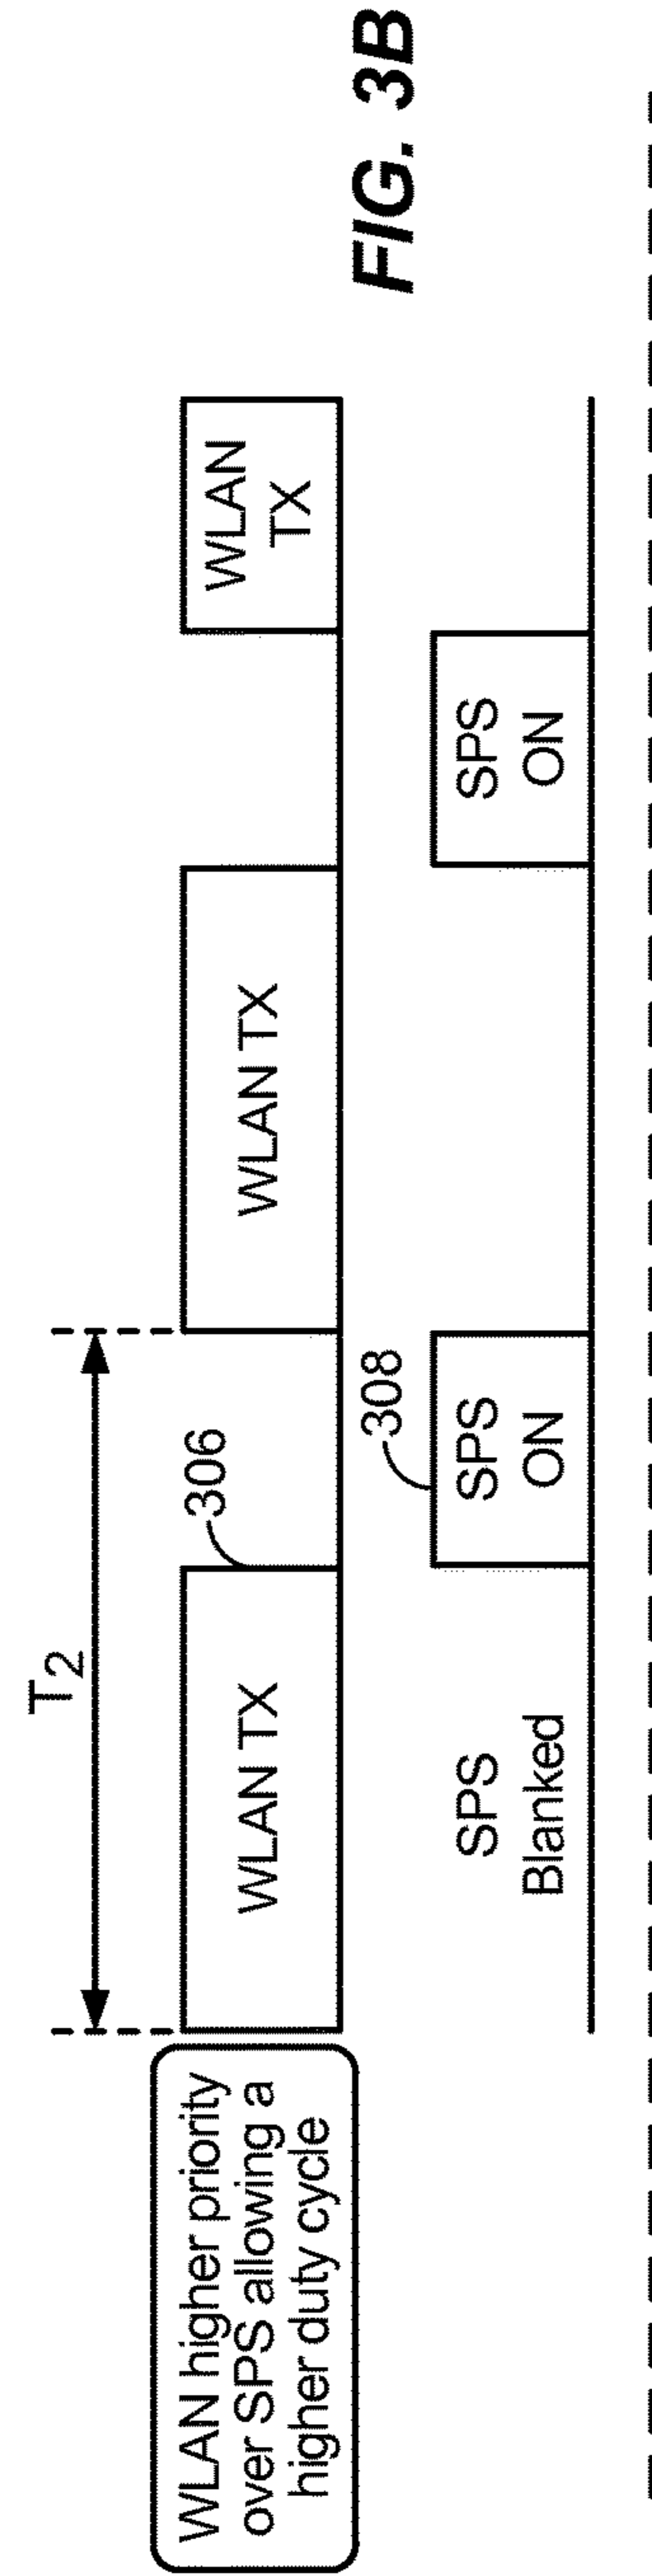 T2
WLAN higher priority
over SPS allowing a
higher duty cycle
WLAN TX
306
WLAN TX
WLAN
TX
SPS
Blanked
308
SPS
ON
SPS
ON
FIG. 3B